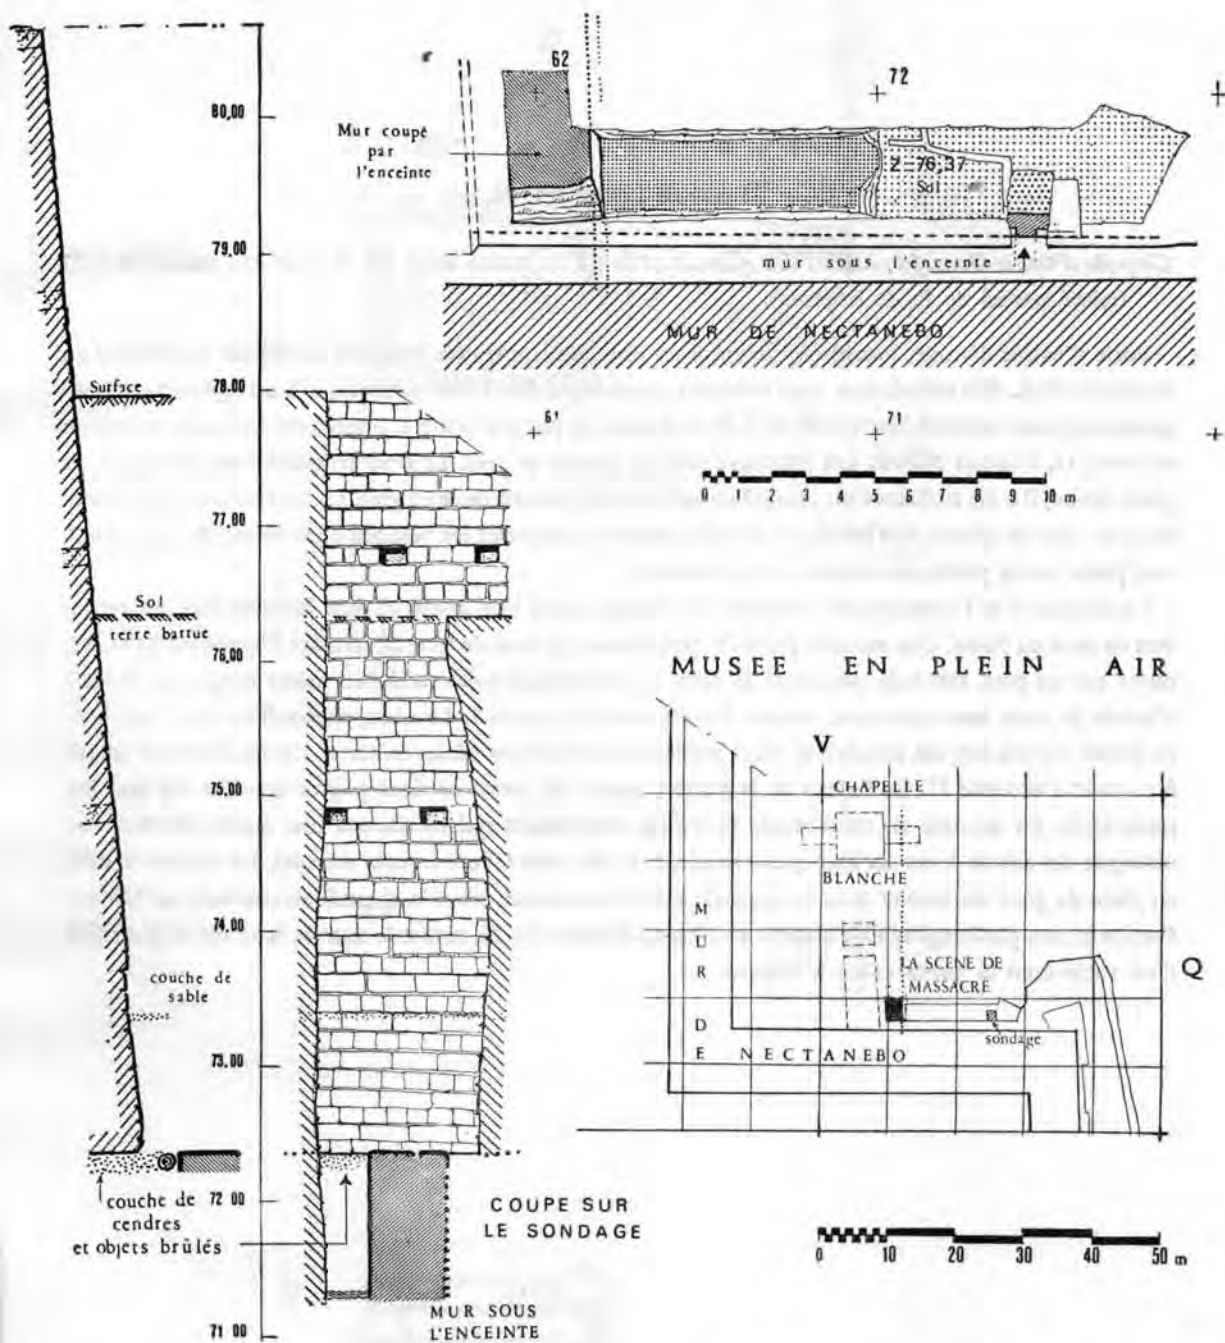 80,00
79,00
78.00
77,00
76,00
75,00
74,00
73.00
72 00
71 00
Surface
Sol
terre battue
couche de
sable
couche de
cendres
et objets brûlés
MUR SOUS
L'ENCEINTE
COUPE SUR
LE SONDAGE
62
72
Mur coupé
par
l'enceinte
Z_76,37
Sol
mur sous l'enceinte
MUR DE NECTANEBO
61
71
0 1 2 3 4 5 6 7 8 9 10 m
MUSEE EN PLEIN AIR
V
CHAPELLE
BLANCHE
LA SCENE DE
MASSACRE
Q
sondage
MUR DE NECTANEBO
0 10 20 30 40 50
m